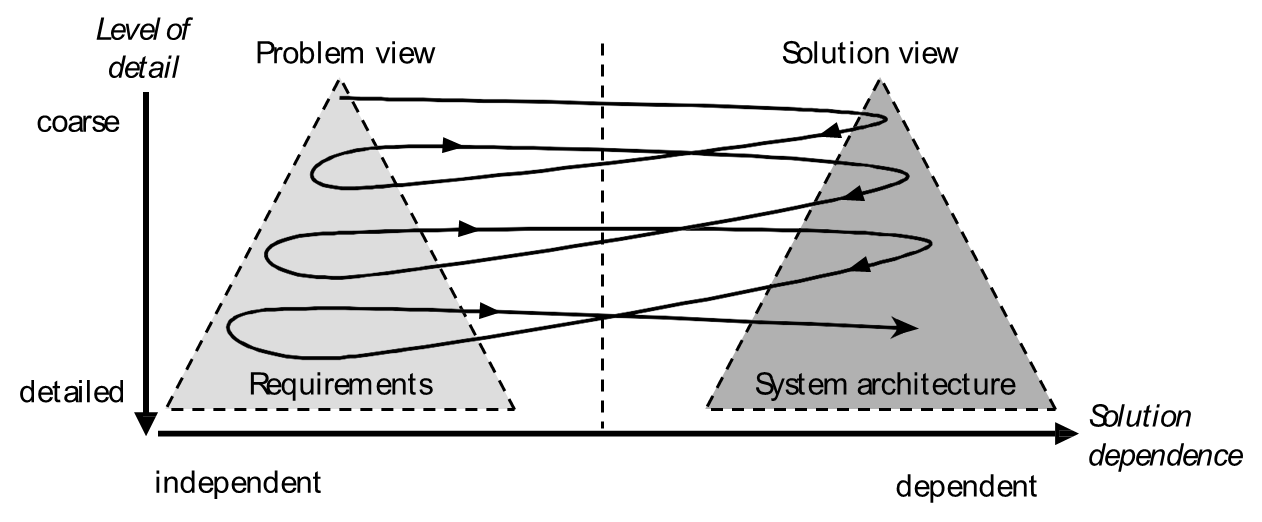 Level of
detail
Problem view
Solution view
coarse
detailed
Requirements
System architecture
Solution
dependence
independent
dependent